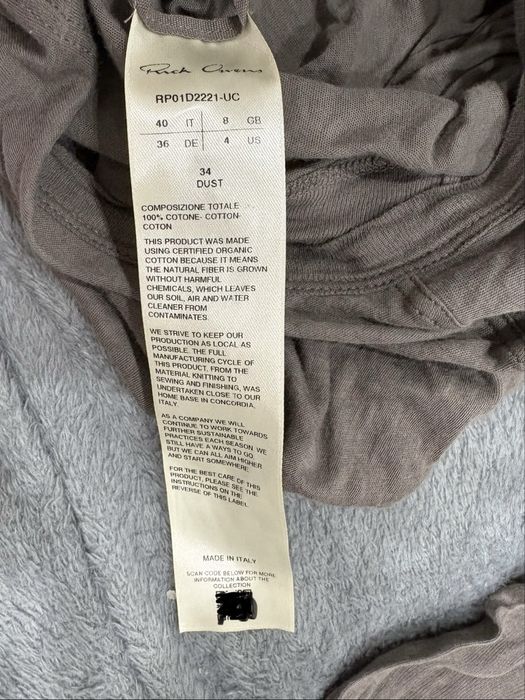 Rick Owens
RP01D2221-UC
40 IT 8 GB
36 DE 4 US
34
DUST
COMPOSIZIONE TOTALE
100% COTONE- COTTON-
COTON
THIS PRODUCT WAS MADE
USING CERTIFIED ORGANIC
COTTON BECAUSE IT MEANS
THE NATURAL FIBER IS GROWN
WITHOUT HARMFUL
CHEMICALS, WHICH LEAVES
OUR SOIL, AIR AND WATER
CLEANER FROM
CONTAMINATES.
WE STRIVE TO KEEP OUR
PRODUCTION AS LOCAL AS
POSSIBLE. THE FULL
MANUFACTURING CYCLE OF
THIS PRODUCT, FROM THE
MATERIAL KNITTING TO
SEWING AND FINISHING, WAS
UNDERTAKEN CLOSE TO OUR
HOME BASE IN CONCORDIA,
ITALY.
AS A COMPANY WE WILL
CONTINUE TO WORK TOWARDS
FURTHER SUSTAINABLE
PRACTICES EACH SEASON. WE
STILL HAVE A WAYS TO GO,
BUT WE CAN ALL AIM HIGHER
AND START SOMEWHERE.
FOR THE BEST CARE OF THIS
PRODUCT, PLEASE SEE THE
INSTRUCTIONS ON THE
REVERSE OF THIS LABEL.
MADE IN ITALY
SCAN CODE BELOW FOR MORE
INFORMATION ABOUT THE
COLLECTION